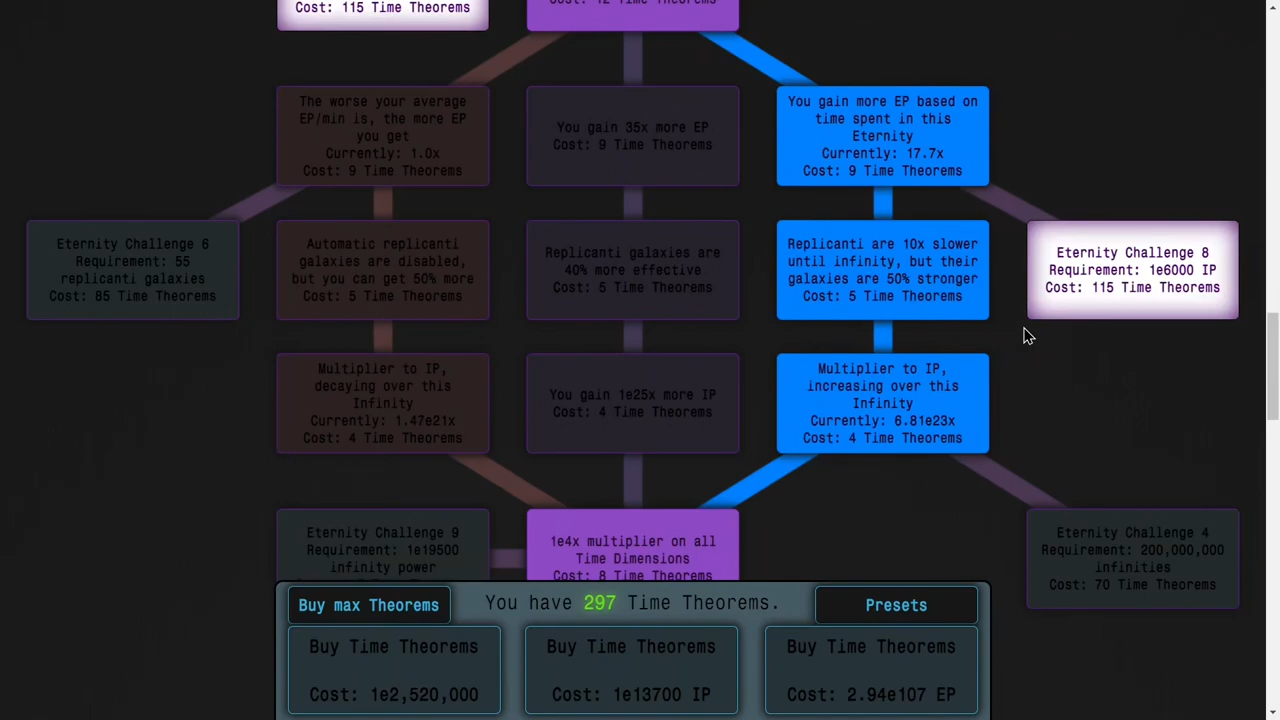 Cost: 115 Time Theorems
Cost: 12 Time Theorems
The worse your average
EP/min is, the more EP
you get
Currently: 1.0x
Cost: 9 Time Theorems
You gain 35x more EP
Cost: 9 Time Theorems
You gain more EP based on
time spent in this
Eternity
Currently: 17.7x
Cost: 9 Time Theorems
Eternity Challenge 6
Requirement: 55
replicanti galaxies
Cost: 85 Time Theorems
Automatic replicanti
galaxies are disabled,
but you can get 50% more
Cost: 5 Time Theorems
Replicanti galaxies are
40% more effective
Cost: 5 Time Theorems
Replicanti are 10x slower
until infinity, but their
galaxies are 50% stronger
Cost: 5 Time Theorems
Eternity Challenge 8
Requirement: 1e6000 IP
Cost: 115 Time Theorems
Multiplier to IP,
decaying over this
Infinity
Currently: 1.47e21x
Cost: 4 Time Theorems
You gain 1e25x more IP
Cost: 4 Time Theorems
Multiplier to IP,
increasing over this
Infinity
Currently: 6.81e23x
Cost: 4 Time Theorems
Eternity Challenge 9
Requirement: 1e19500
infinity power
1e4x multiplier on all
Time Dimensions
Cost: 8 Time Theorems
Eternity Challenge 4
Requirement: 200,000,000
infinities
Cost: 70 Time Theorems
Buy max Theorems
You have 297 Time Theorems.
Presets
Buy Time Theorems
Cost: 1e2,520,000
Buy Time Theorems
Cost: 1e13700 IP
Buy Time Theorems
Cost: 2.94e107 EP